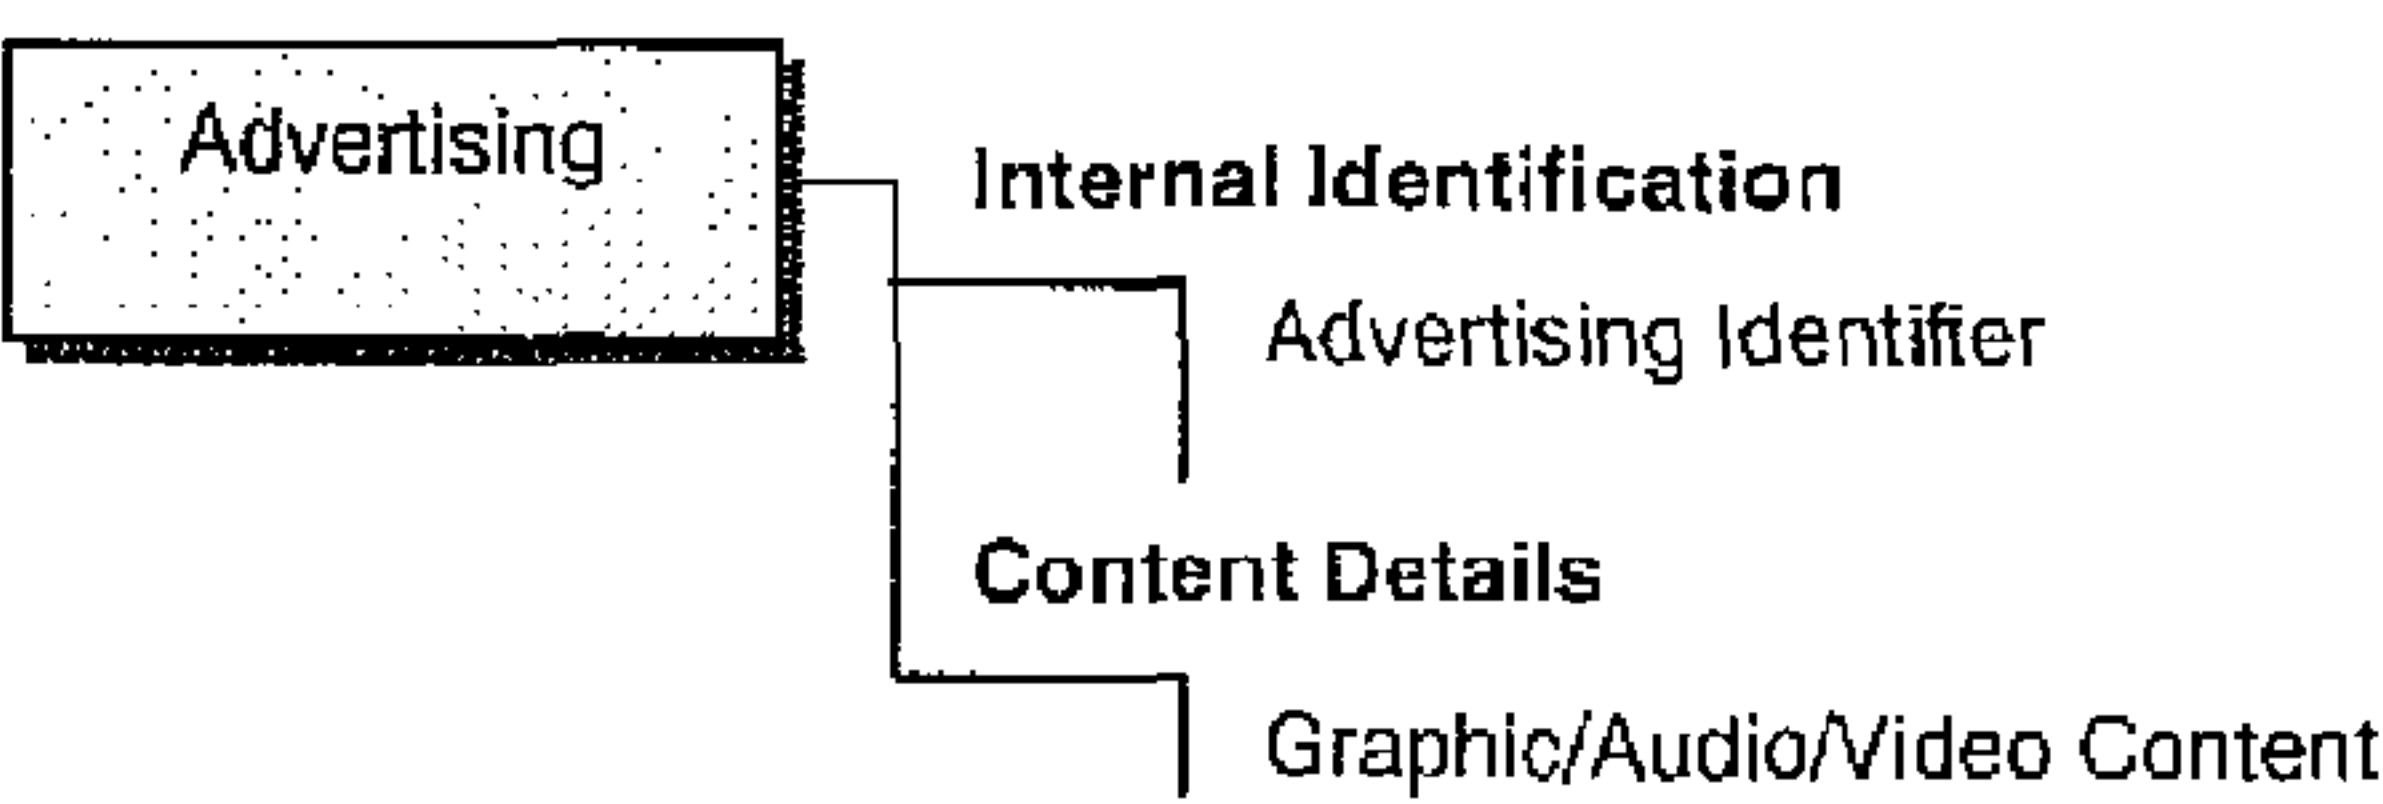 Advertising
Internal Identification
Advertising Identifier
Content Details
Graphic/Audio/Video Content